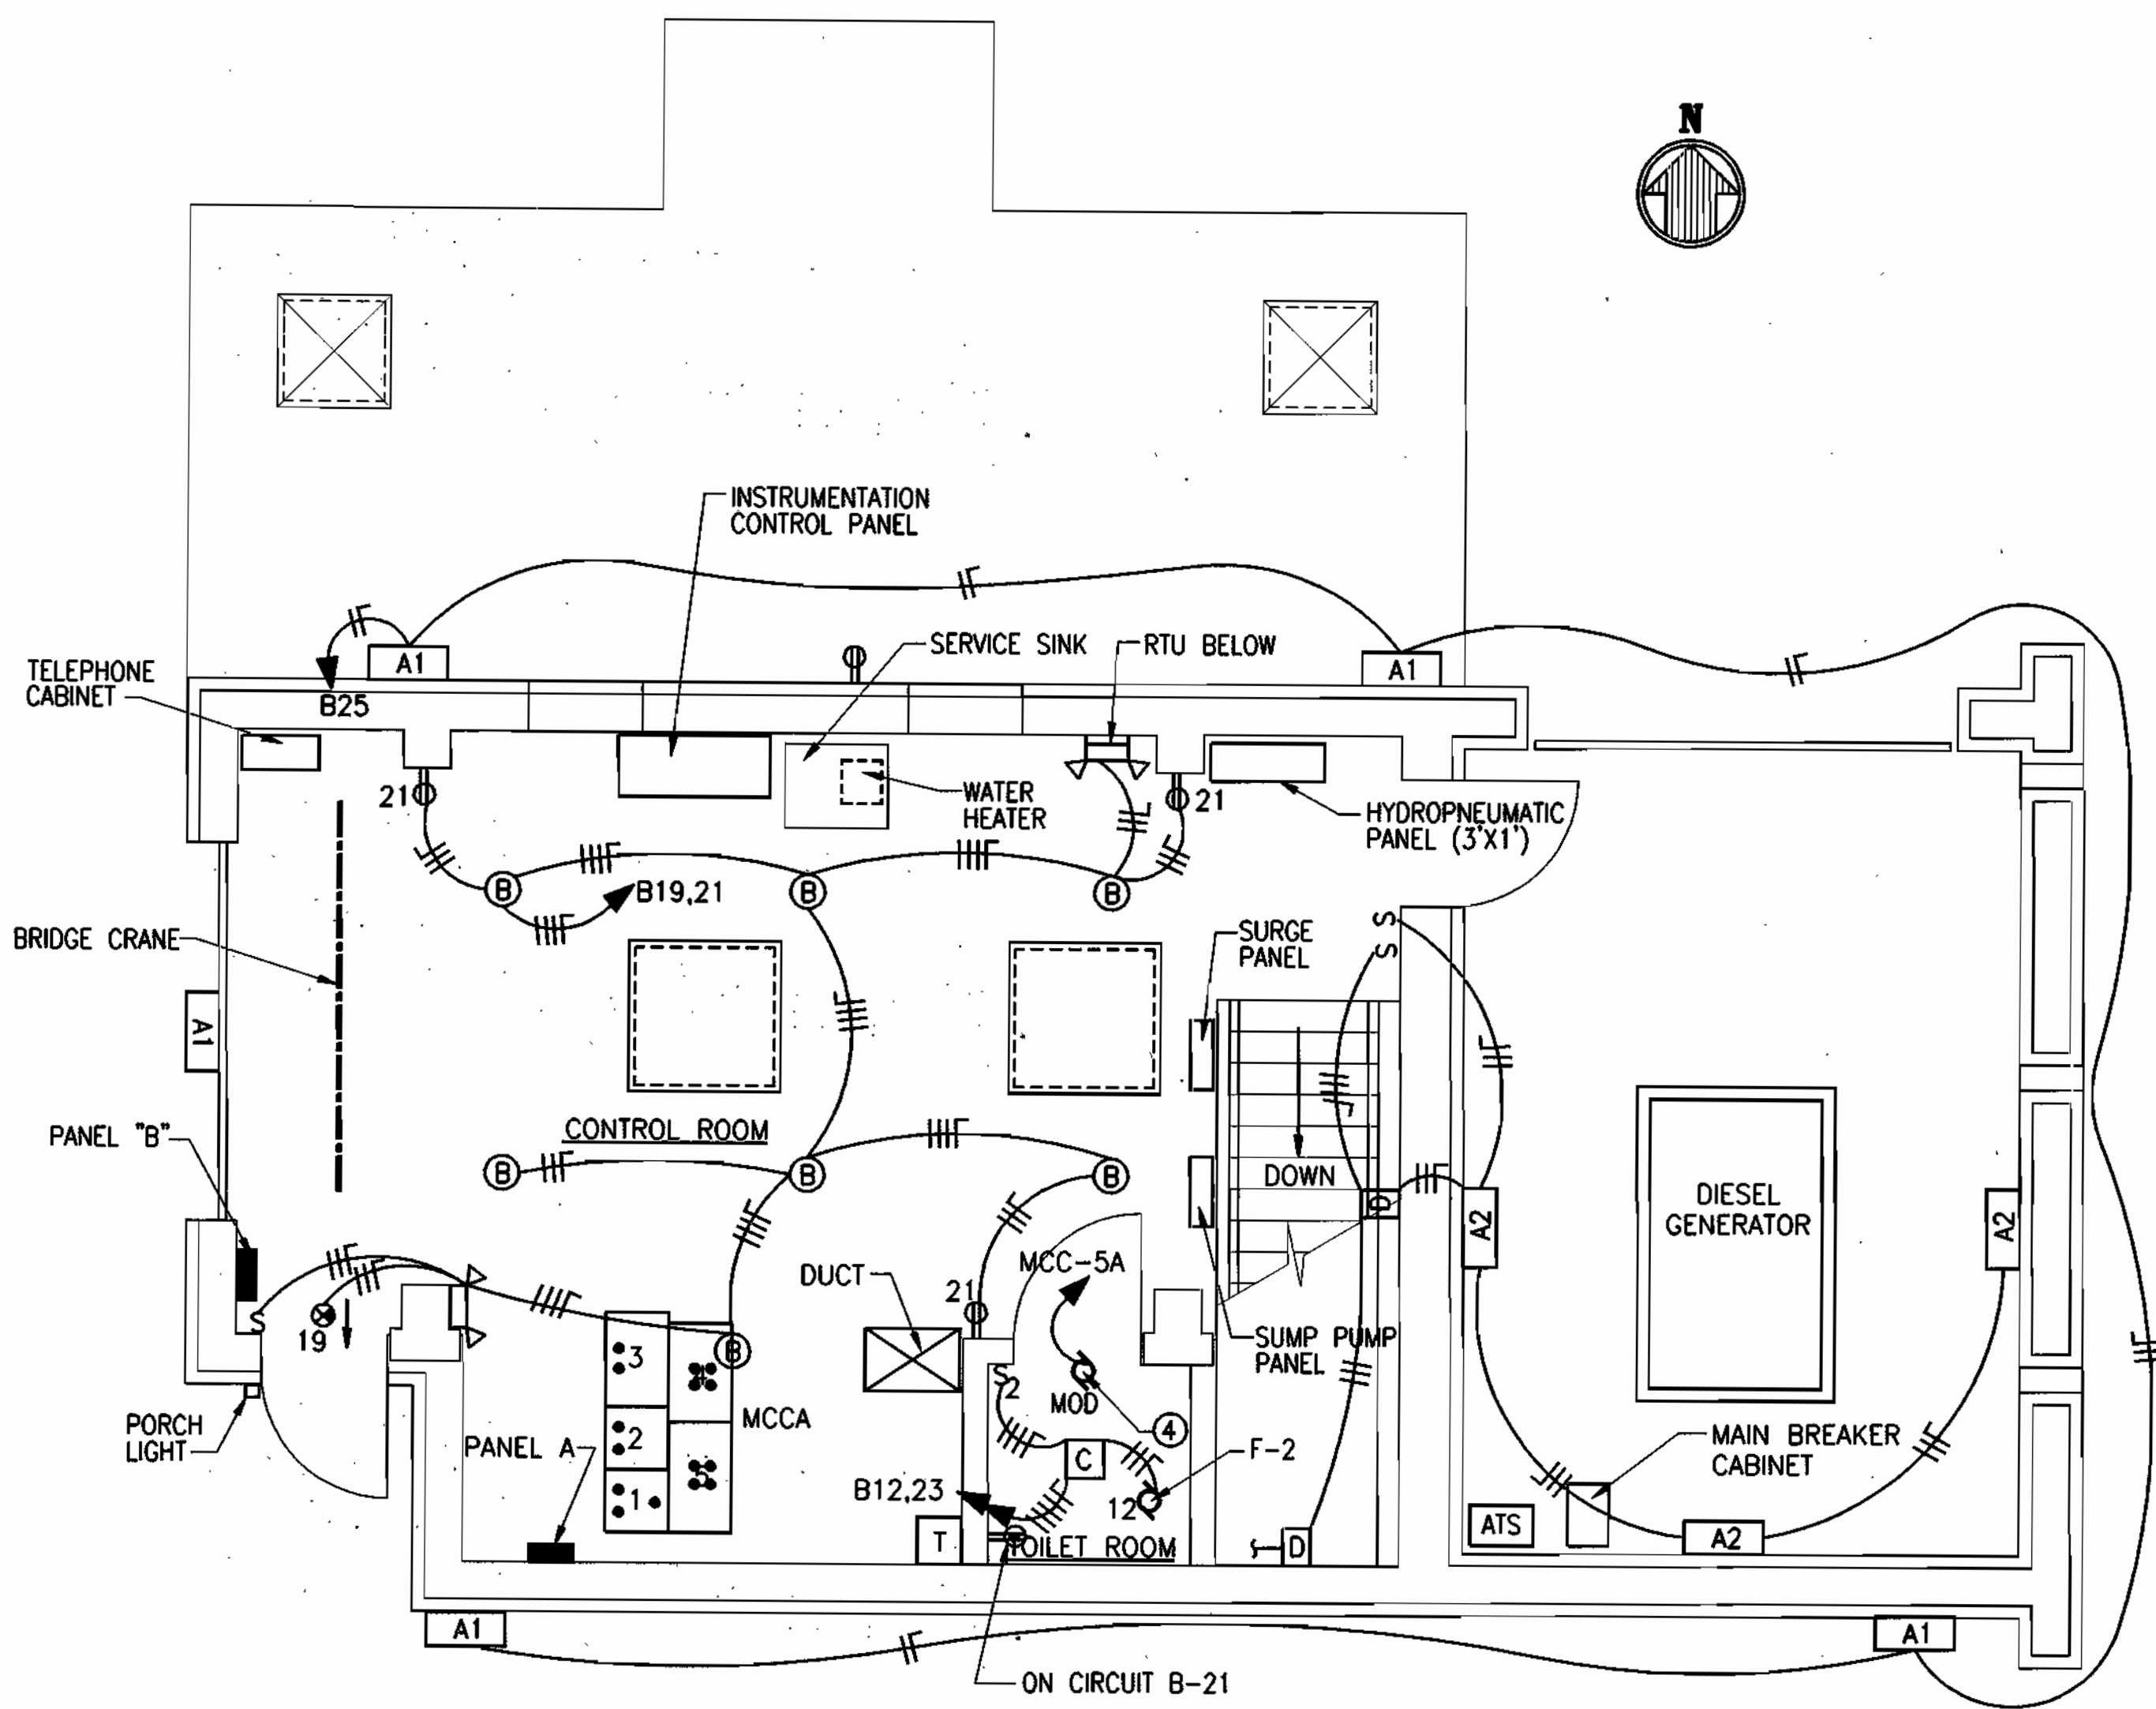 N
INSTRUMENTATION
CONTROL PANEL
SERVICE SINK
RTU BELOW
A1
A1
TELEPHONE
CABINET
B25
21
WATER
HEATER
21
HYDROPNEUMATIC
PANEL (3'X1')
B
B19,21
B
B
S
S
BRIDGE CRANE
SURGE
PANEL
A1
PANEL "B"
CONTROL ROOM
B
B
B
DOWN
D
A2
DIESEL
GENERATOR
A2
DUCT
MCC-5A
21
S
19
B
3
4
SUMP PUMP
PANEL
S2
MOD
4
MCCA
PORCH
LIGHT
PANEL A
2
5
1
C
F-2
B12,23
12
MAIN BREAKER
CABINET
T
TOILET ROOM
D
ATS
A2
A1
A1
ON CIRCUIT B-21